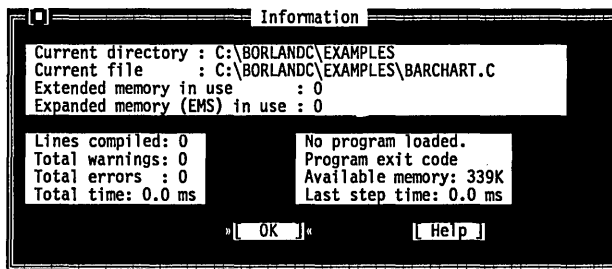 Information
Current directory : C:\BORLANDC\EXAMPLES
Current file : C:\BORLANDC\EXAMPLES\BARCHART.C
Extended memory in use : 0
Expanded memory (EMS) in use : 0
Lines compiled: 0
Total warnings: 0
Total errors : 0
Total time: 0.0 ms
No program loaded.
Program exit code
Available memory: 339K
Last step time: 0.0 ms
»[ OK ]« [ Help ]